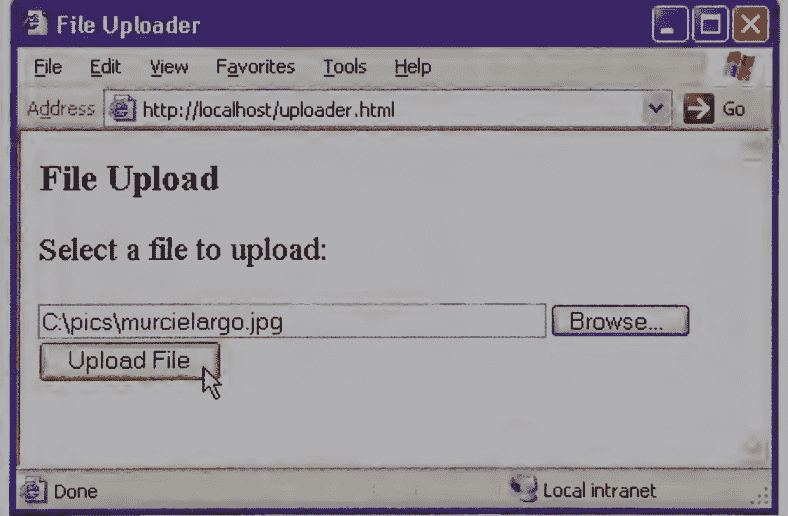 File Uploader
File Edit View Favorites Tools Help
Address http://localhost/uploader.html Go
File Upload
Select a file to upload:
C:\pics\murcielargo.jpg Browse...
Upload File
Done Local intranet